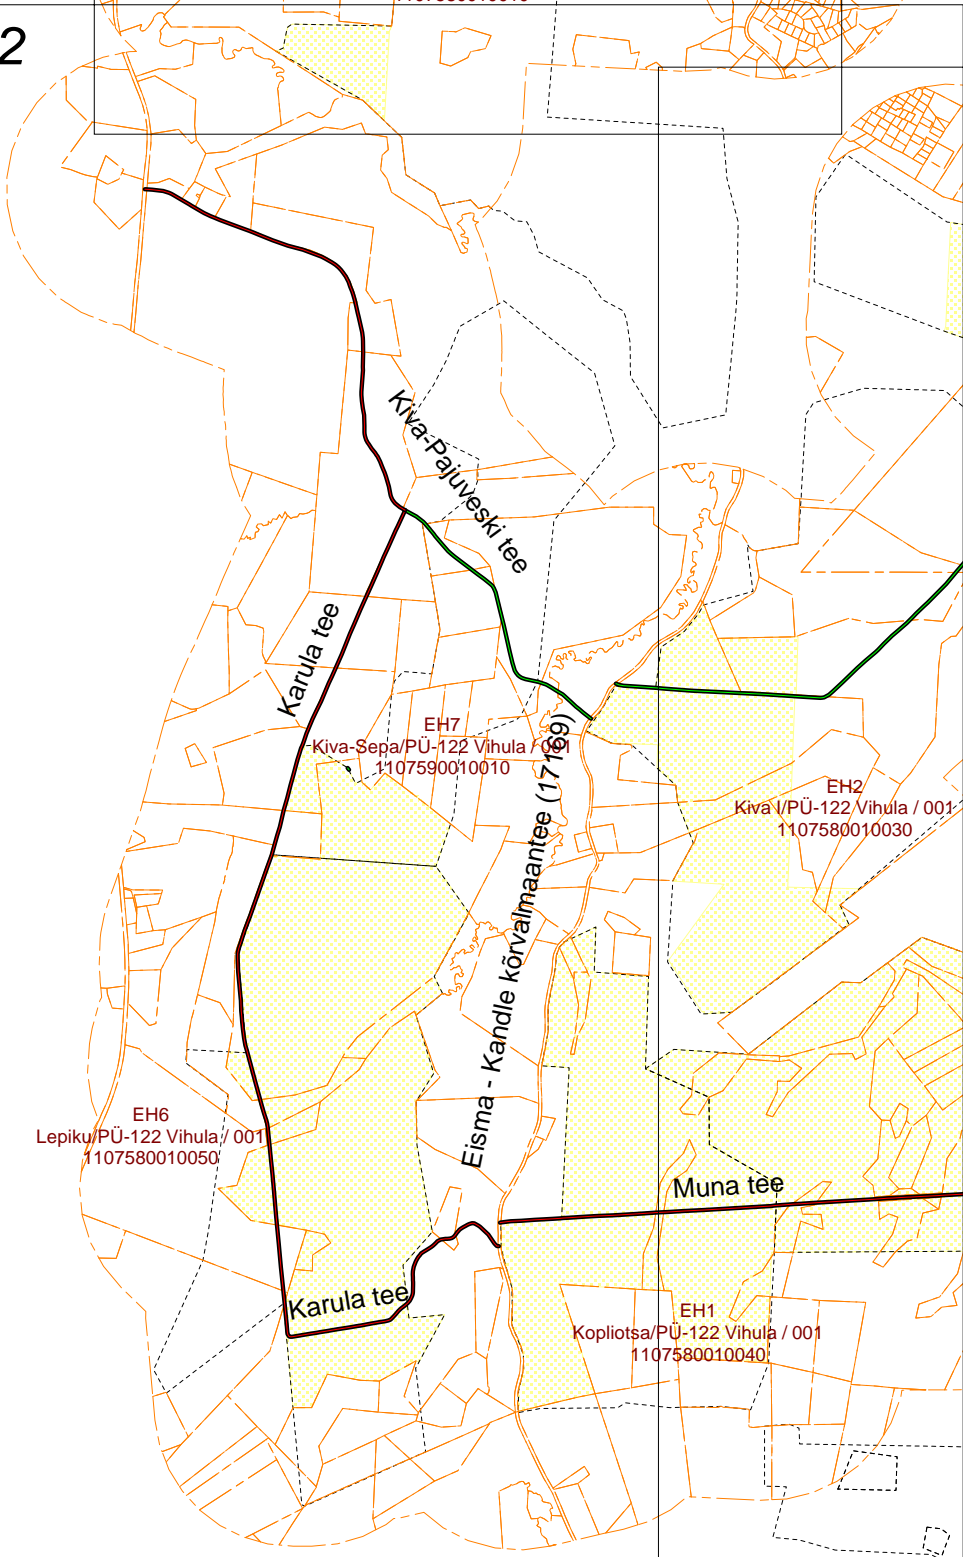 2
Kiva-Pajuveski tee
Karula tee
EH7
Kiva-Sepa/PÜ-122 Vihula / 001
1107590010010
Eisma - Kandle kõrvalmaantee (17169)
EH2
Kiva I/PÜ-122 Vihula / 001
1107580010030
EH6
Lepiku/PÜ-122 Vihula / 001
1107580010050
Muna tee
Karula tee
EH1
Kopliotsa/PÜ-122 Vihula / 001
1107580010040